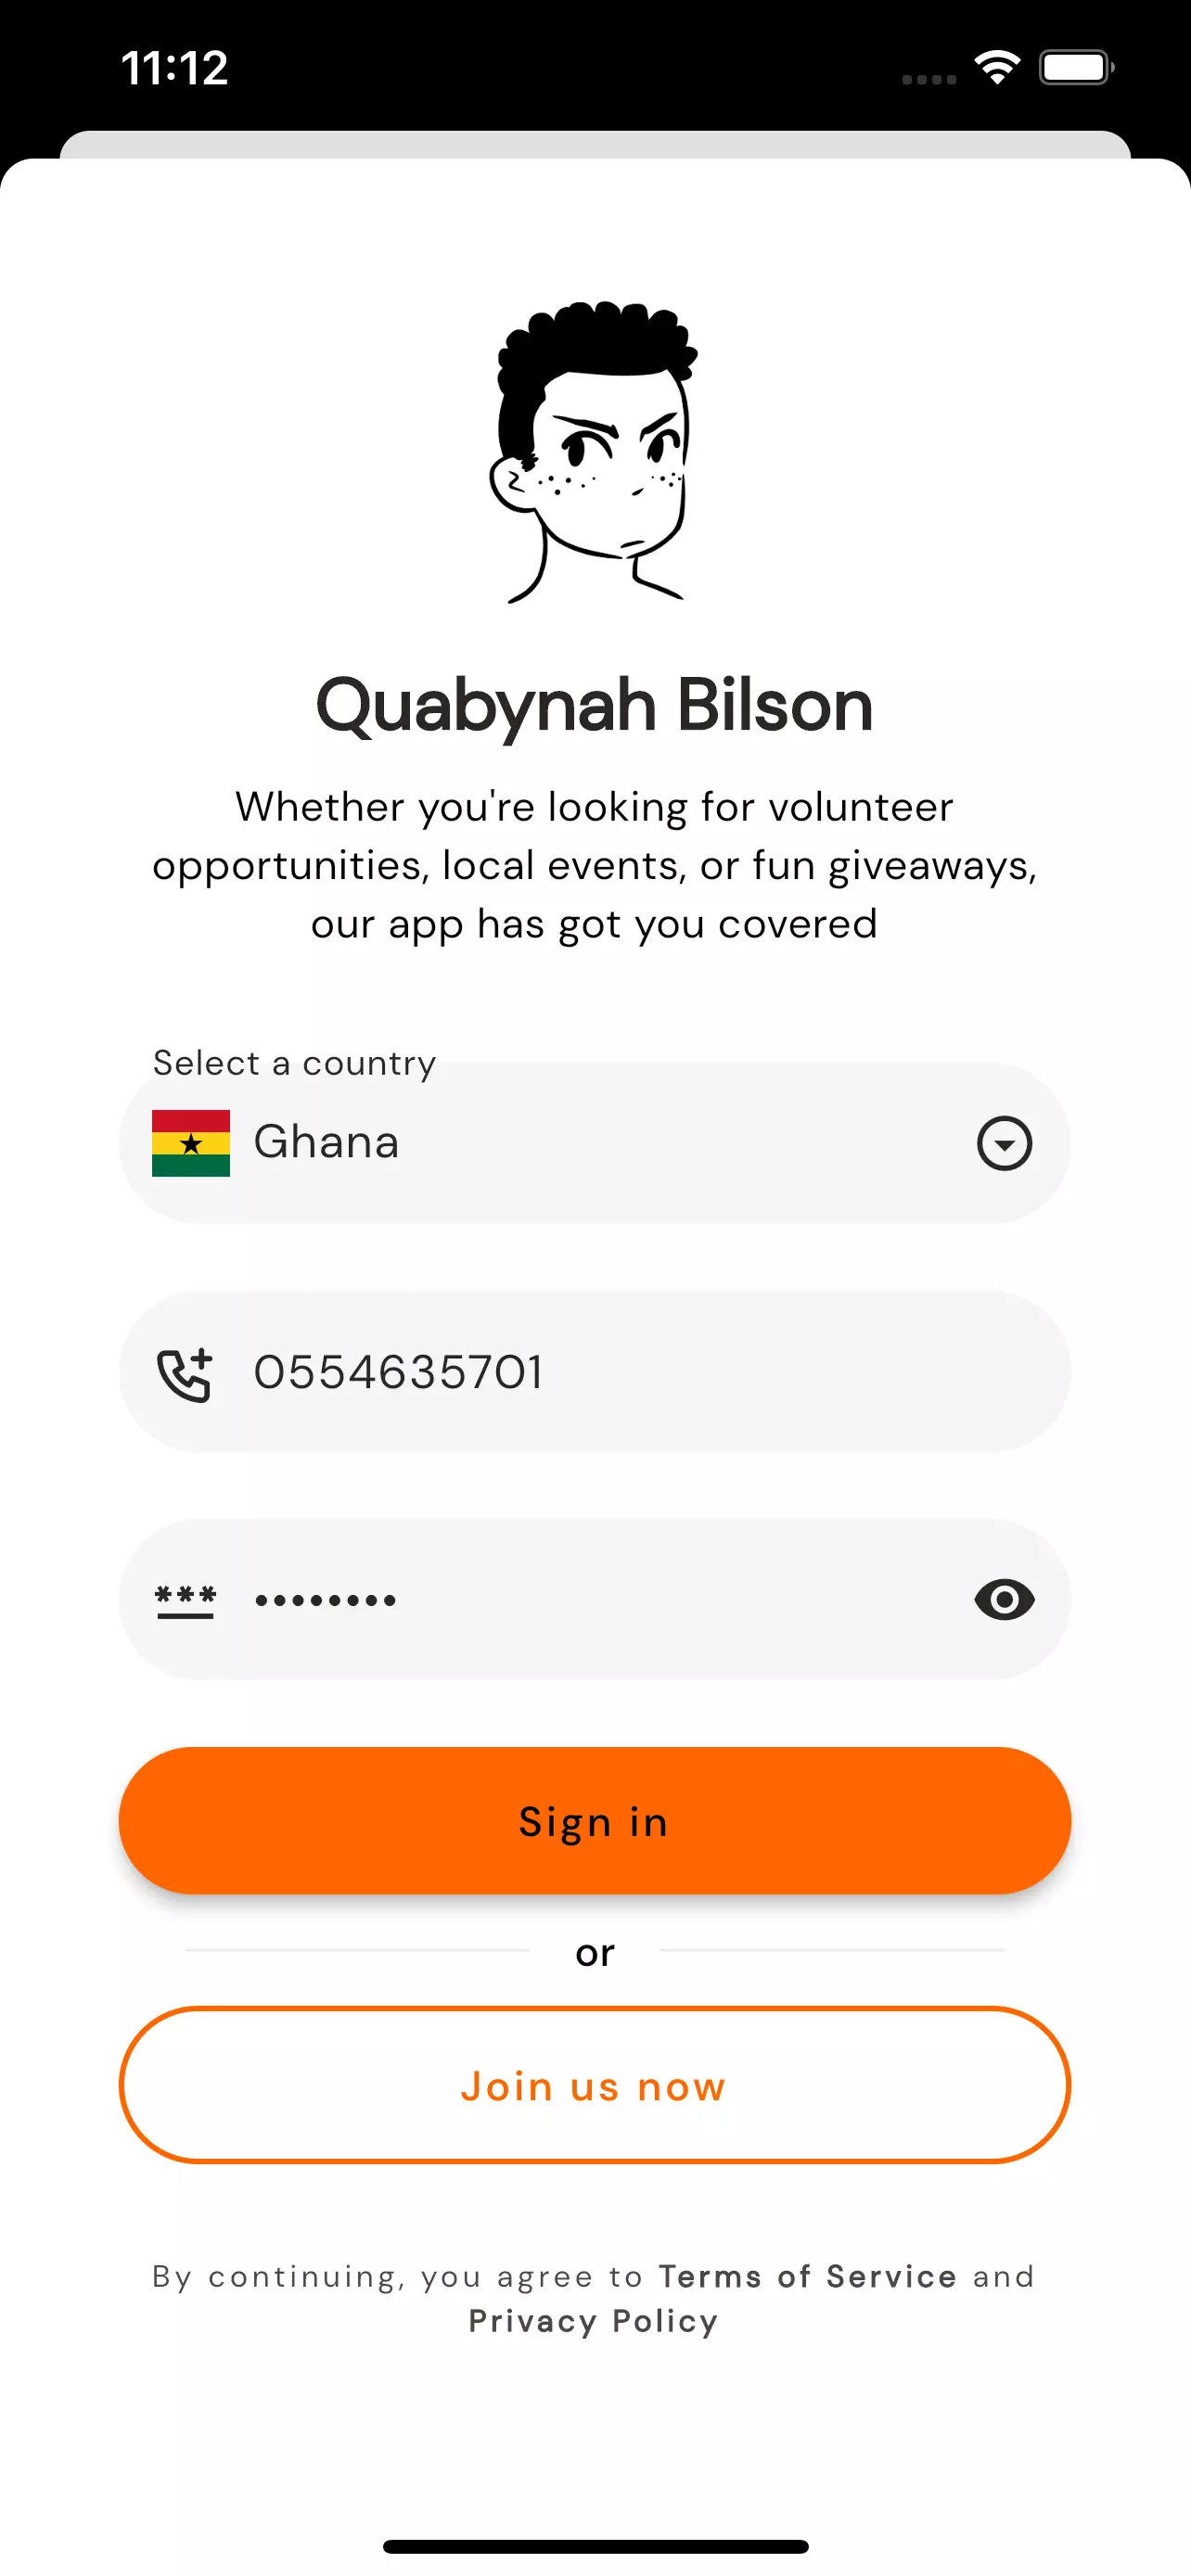 11:12
Quabynah Bilson
Whether you're looking for volunteer
opportunities, local events, or fun giveaways,
our app has got you covered
Select a country
Ghana
0554635701
••••••••
Sign in
or
Join us now
By continuing, you agree to Terms of Service and
Privacy Policy